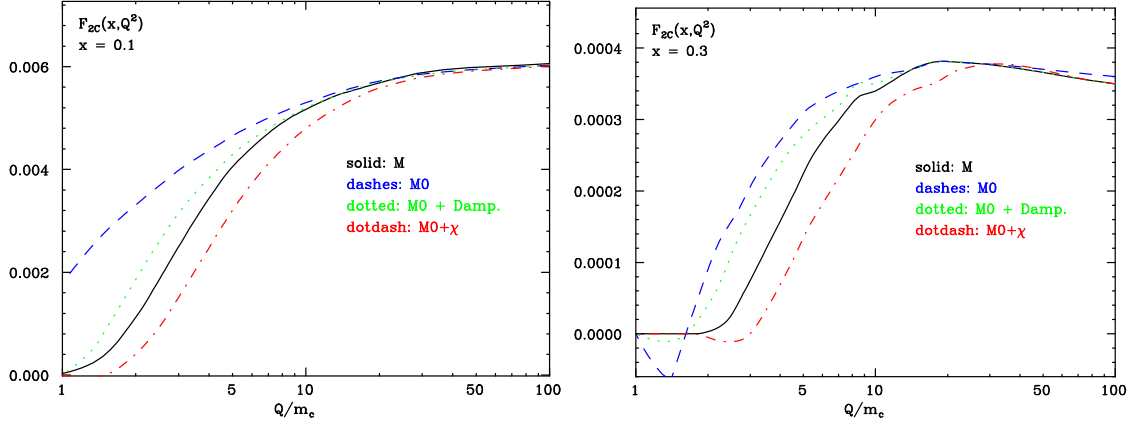 F2C(x,Q²)
x = 0.1
0.006
0.004
0.002
0.000
solid: M
dashes: M0
dotted: M0 + Damp.
dotdash: M0+χ
1
5
10
50
100
Q/mc
F2C(x,Q²)
x = 0.3
0.0004
0.0003
0.0002
0.0001
0.0000
solid: M
dashes: M0
dotted: M0 + Damp.
dotdash: M0+χ
1
5
10
50
100
Q/mc